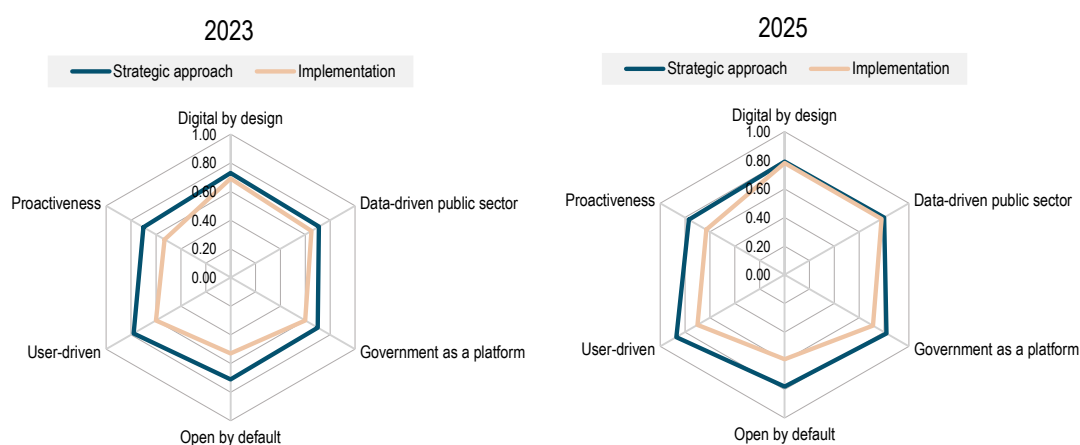 2023
Strategic approach Implementation
Digital by design
1.00
0.80
0.60
0.40
0.20
0.00
Proactiveness
Data-driven public sector
User-driven
Government as a platform
Open by default
2025
Strategic approach Implementation
Digital by design
1.00
0.80
0.60
0.40
0.20
0.00
Proactiveness
Data-driven public sector
User-driven
Government as a platform
Open by default